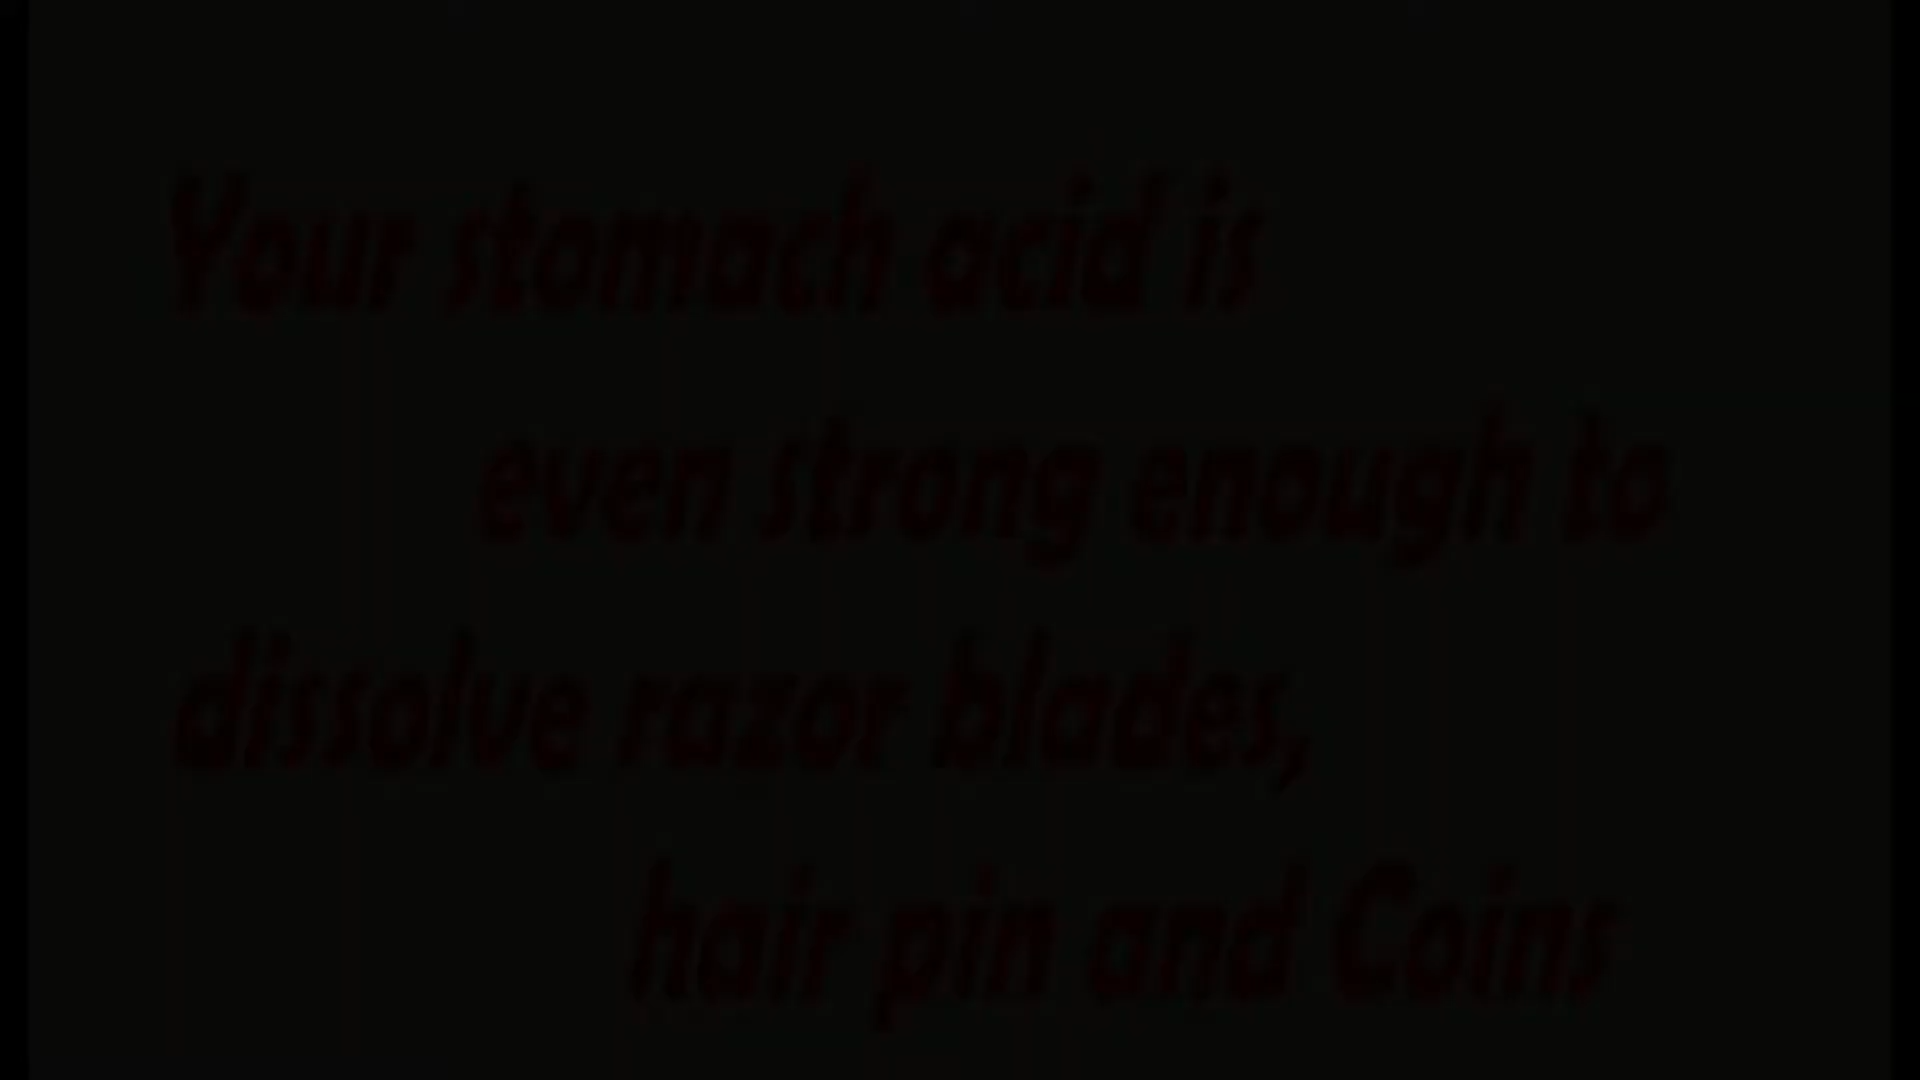 Your stomach acid is
even strong enough to
dissolve razor blades,
hair pin and Coins